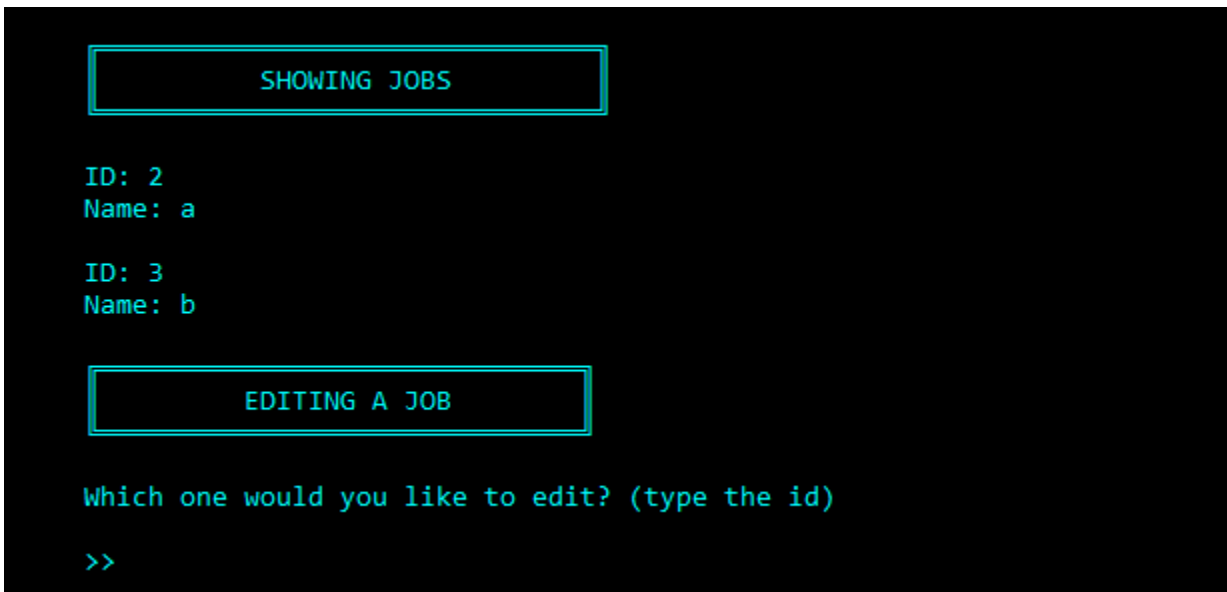 SHOWING JOBS
ID: 2
Name: a
ID: 3
Name: b
EDITING A JOB
Which one would you like to edit? (type the id)
>>